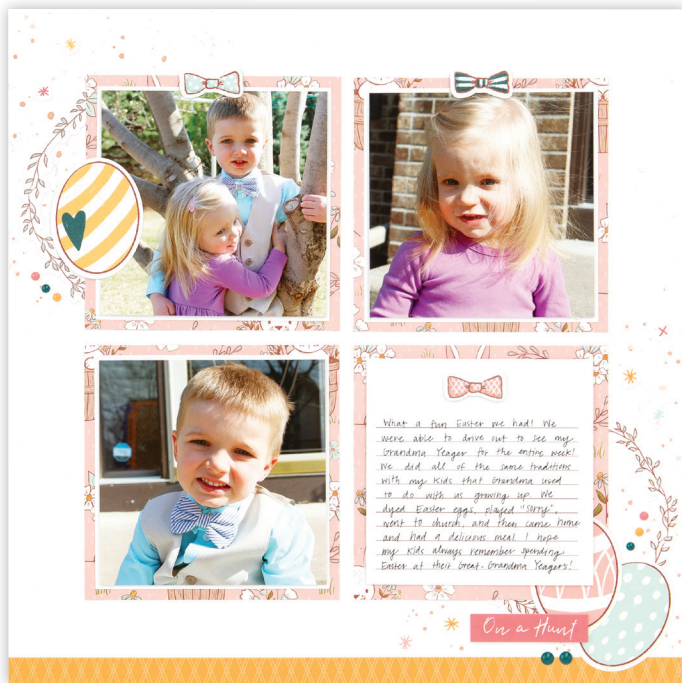 What a fun Easter we had! We
were able to drive out to see my
Grandma Yeager for the entire week!
We did all of the same traditions
with my kids that Grandma used
to do with us growing up. We
dyed Easter eggs, played "Sorry",
went to church, and then came home
and had a delicious meal. I hope
my kids always remember spending
Easter at their Great-Grandma Yeager's!
On a Hunt